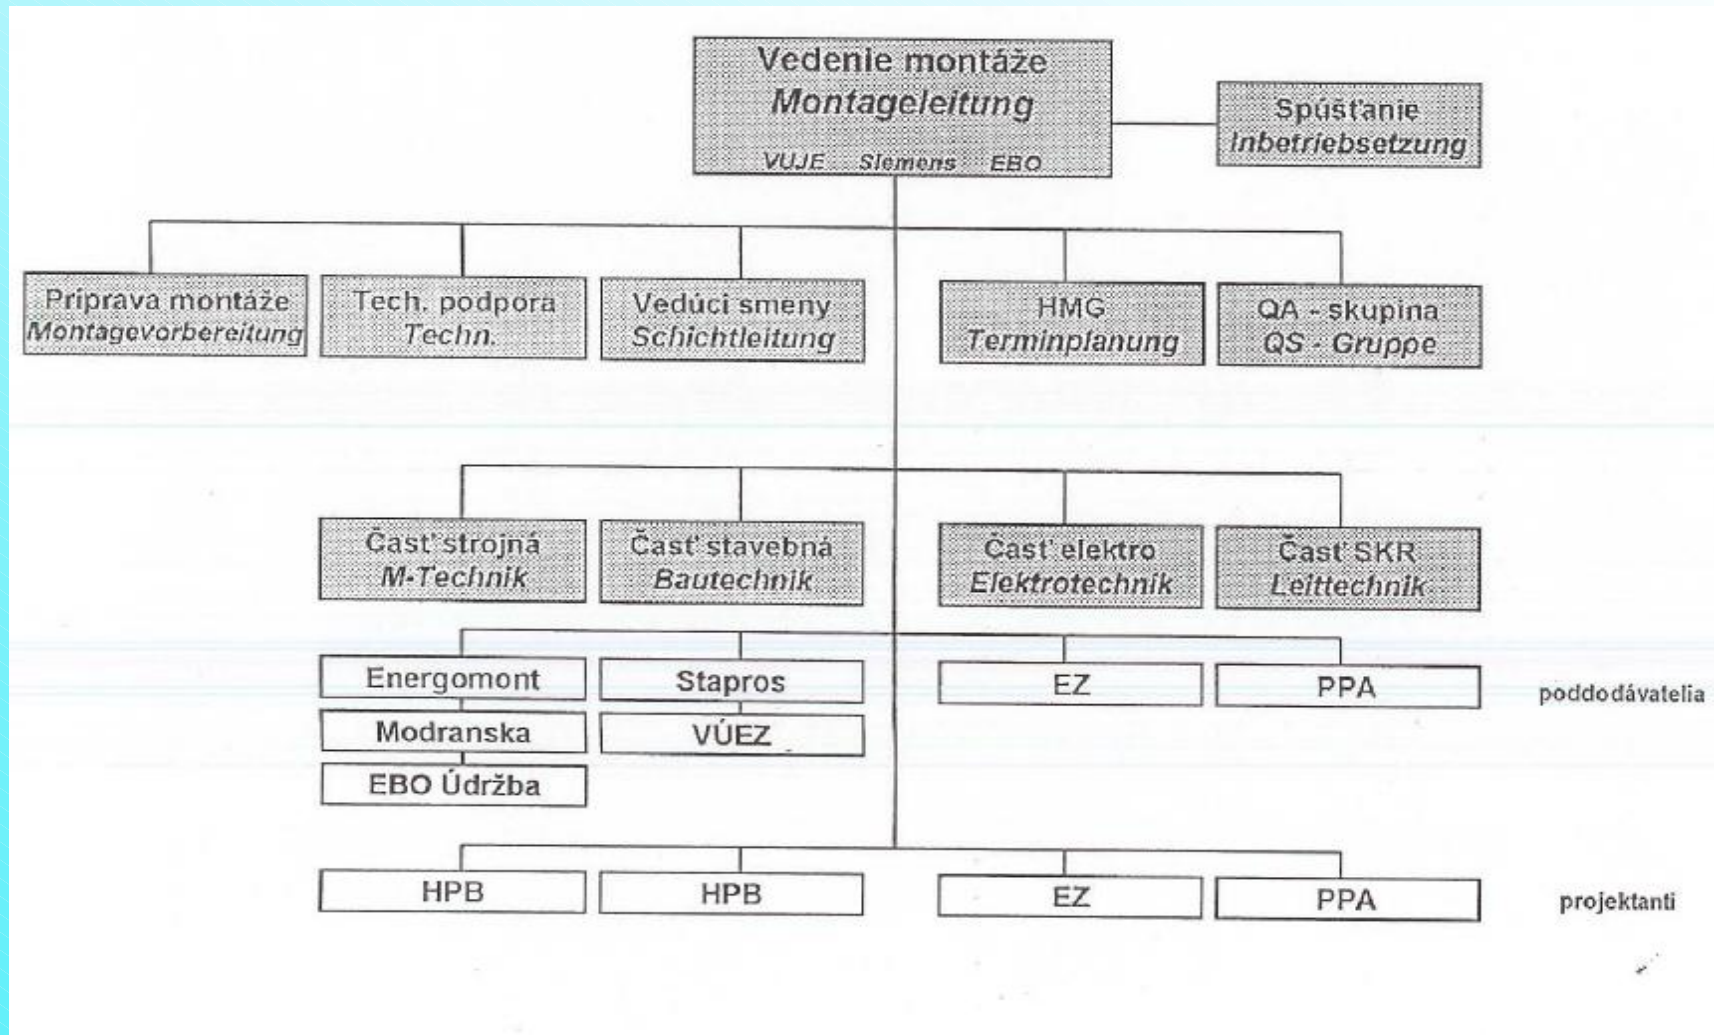 Vedenie montáže
Montageleitung
VUJE Siemens EBO
Spúšťanie
Inbetriebsetzung
Príprava montáže
Montagevorbereitung
Tech. podpora
Techn.
Vedúci smeny
Schichtleitung
HMG
Terminplanung
QA - skupina
QS - Gruppe
Časť strojná
M-Technik
Časť stavebná
Bautechnik
Časť elektro
Elektrotechnik
Časť SKR
Leittechnik
Energomont
Stapros
EZ
PPA
poddodávatelia
Modranska
VÚEZ
EBO Údržba
HPB
HPB
EZ
PPA
projektanti